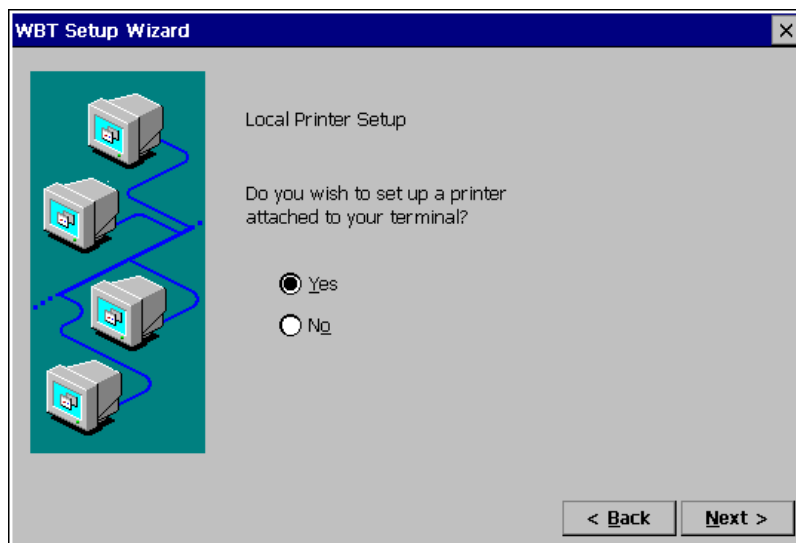 WBT Setup Wizard
Local Printer Setup
Do you wish to set up a printer
attached to your terminal?
Yes
No
< Back
Next >